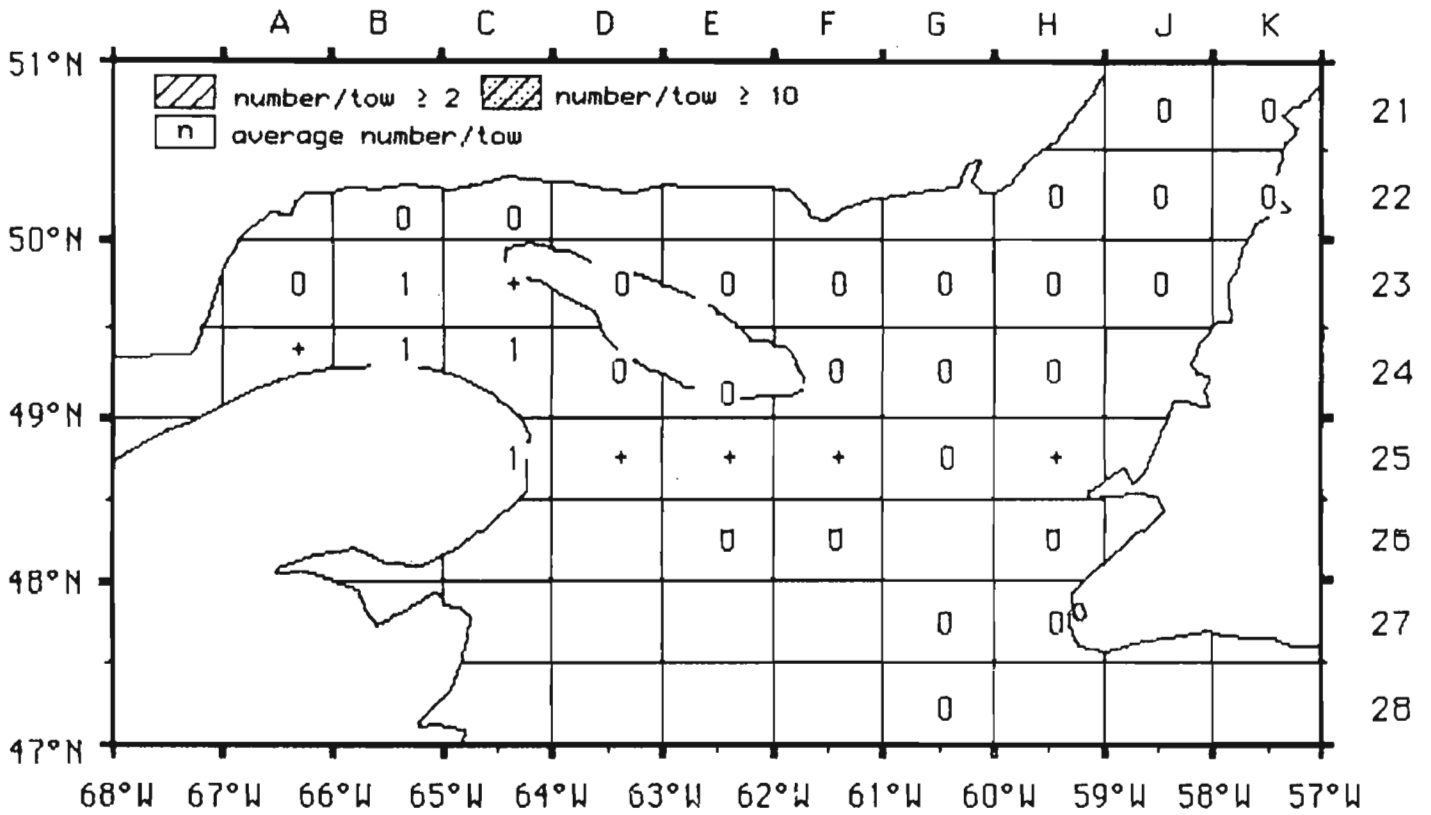 A B C D E F G H J K
51°N
number/tow ≥ 2 number/tow ≥ 10
n average number/tow
0 0 21
0 0 0 22
0 0
50°N
0 1 + 0 0 0 0 0 0 23
+ 1 1 0 0 0 0 0 24
49°N
1 + + + 0 + 25
0 0 0 26
48°N
0 0 27
0 28
47°N
68°W 67°W 66°W 65°W 64°W 63°W 62°W 61°W 60°W 59°W 58°W 57°W